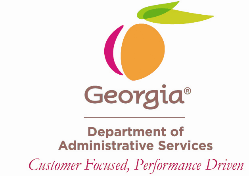 Georgia®
Department of
Administrative Services
Customer Focused, Performance Driven